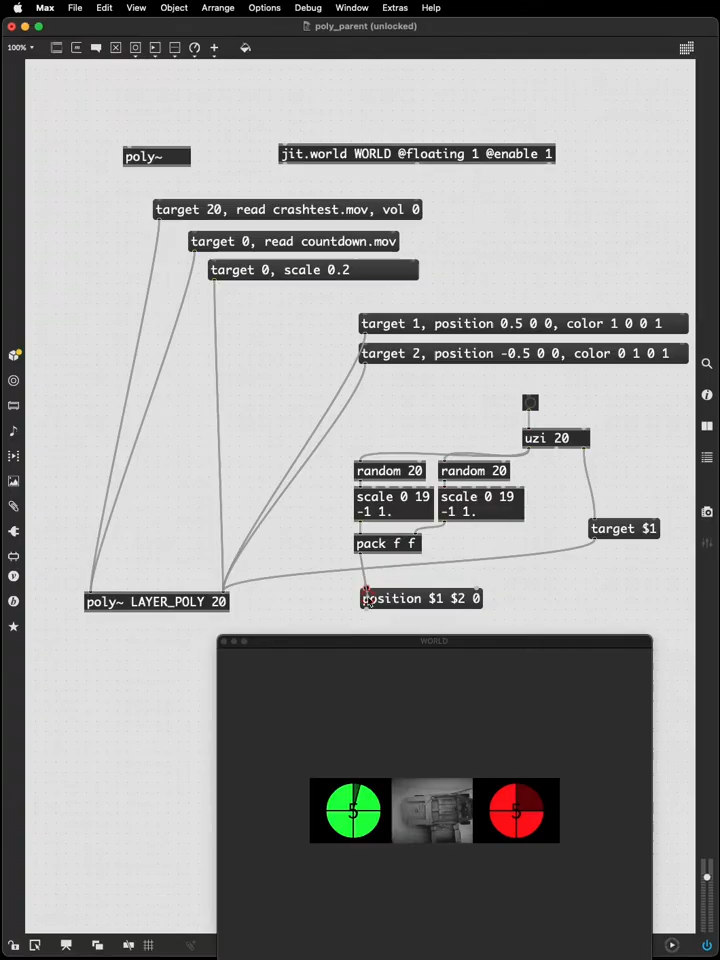 Max File Edit View Object Arrange Options Debug Window Extras Help
poly_parent (unlocked)
100%
poly~
jit.world WORLD @floating 1 @enable 1
target 20, read crashtest.mov, vol 0
target 0, read countdown.mov
target 0, scale 0.2
target 1, position 0.5 0 0, color 1 0 0 1
target 2, position -0.5 0 0, color 0 1 0 1
uzi 20
random 20 random 20
scale 0 19 scale 0 19
-1 1. -1 1.
target $1
pack f f
position $1 $2 0
poly~ LAYER_POLY 20
WORLD
5 5